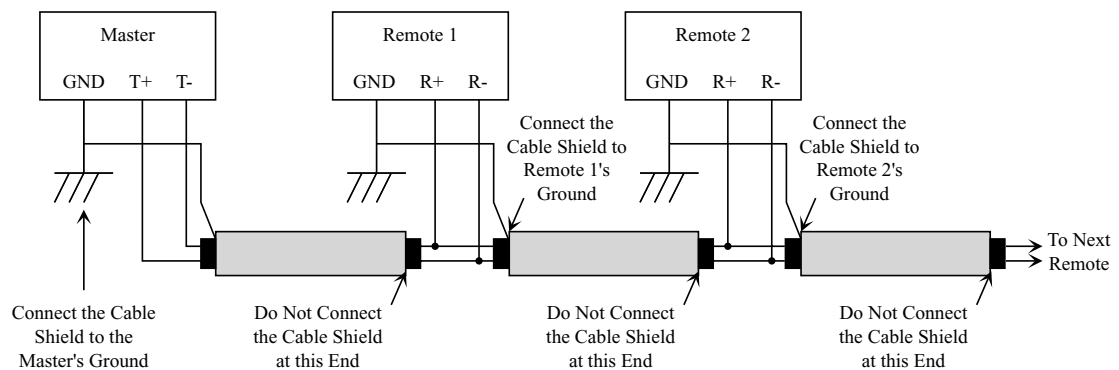 Master
GND T+ T-
Remote 1
GND R+ R-
Remote 2
GND R+ R-
Connect the
Cable Shield to
Remote 1's
Ground
Connect the
Cable Shield to
Remote 2's
Ground
To Next
Remote
Connect the Cable
Shield to the
Master's Ground
Do Not Connect
the Cable Shield
at this End
Do Not Connect
the Cable Shield
at this End
Do Not Connect
the Cable Shield
at this End